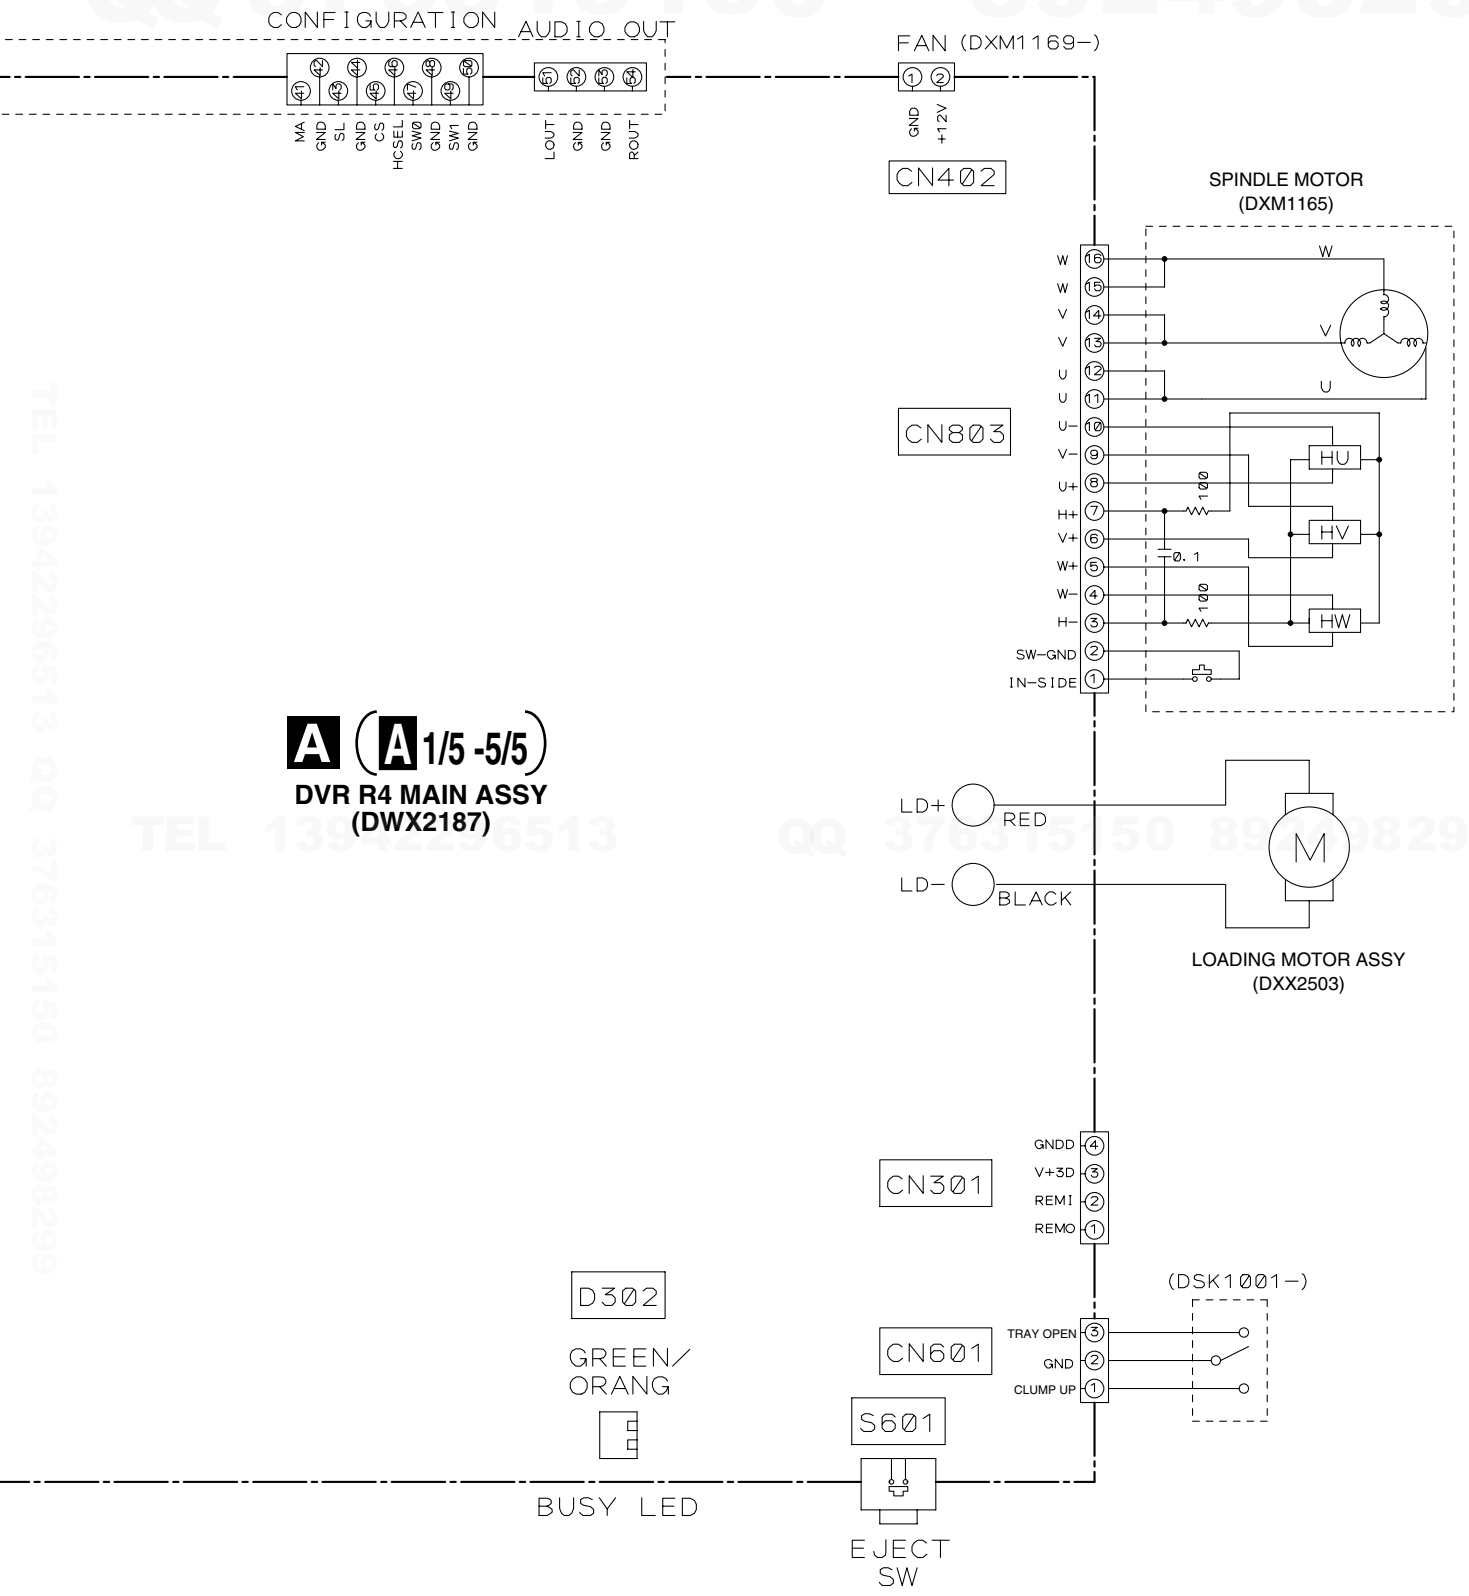 CONFIGURATION
AUDIO OUT
FAN (DXM1169-)
41 42 43 44 45 46 47 48 49 50
51 52 53 54
1 2
MA
GND
SL
GND
CS
HCSEL
SW0
GND
SW1
GND
LOUT
GND
GND
ROUT
GND
+12V
CN402
SPINDLE MOTOR
(DXM1165)
W 16
W 15
V 14
V 13
U 12
U 11
U- 10
V- 9
U+ 8
H+ 7
V+ 6
W+ 5
W- 4
H- 3
SW-GND 2
IN-SIDE 1
CN803
W
V
U
HU
HV
HW
100
0.1
100
A (A 1/5 -5/5)
DVR R4 MAIN ASSY
(DWX2187)
LD+
RED
LD-
BLACK
M
LOADING MOTOR ASSY
(DXX2503)
TEL 13942296513 QQ 376315150 89249829
TEL 13942296513 QQ 376315150 892498299
CN301
GNDD 4
V+3D 3
REMI 2
REMO 1
D302
GREEN/
ORANG
BUSY LED
(DSK1001-)
CN601
TRAY OPEN 3
GND 2
CLUMP UP 1
S601
EJECT
SW